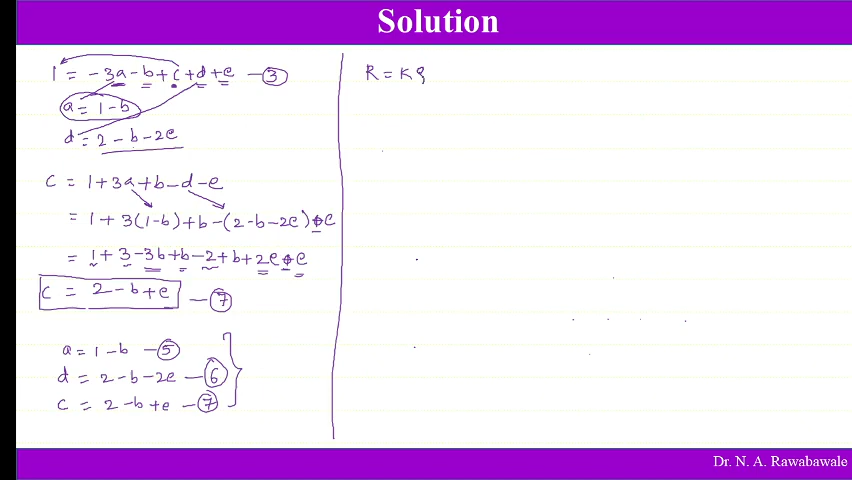 Solution
1 = -3a-b+c+d+e —③
a = 1-b
d = 2-b-2e
c = 1+3a+b-d-e
= 1+3(1-b)+b-(2-b-2e)-e
= 1+3-3b+b-2+b+2e-e
c = 2-b+e —⑦
a = 1-b —⑤
d = 2-b-2e —⑥
c = 2-b+e —⑦
R = K ρ
Dr. N. A. Rawabawale